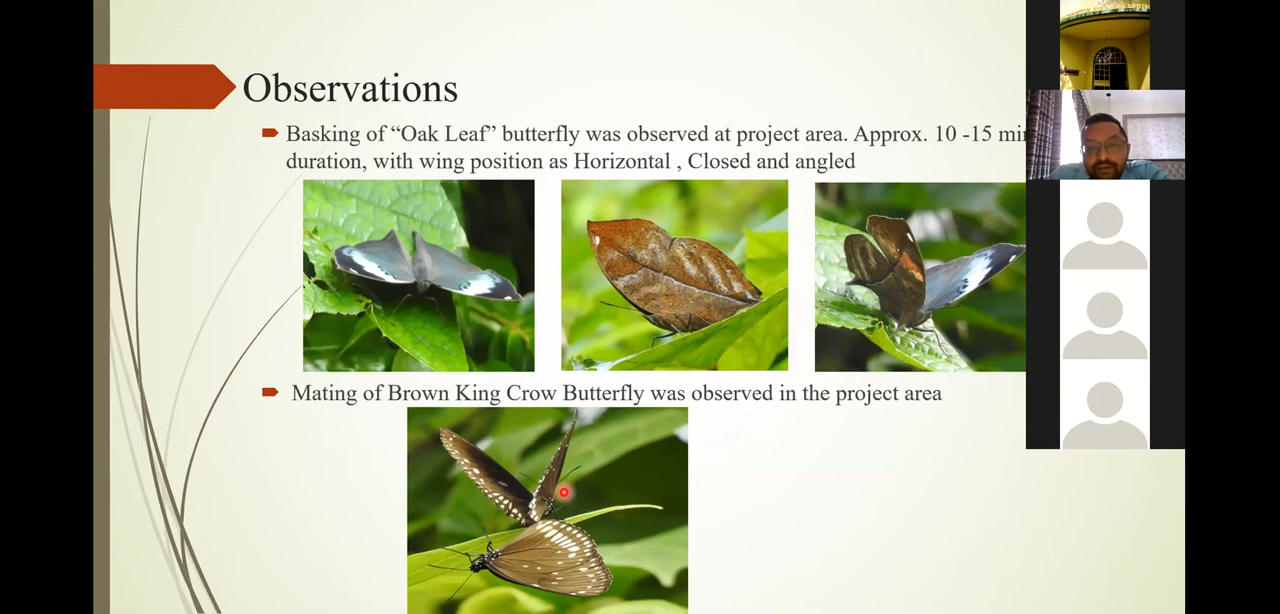 Observations
Basking of “Oak Leaf” butterfly was observed at project area. Approx. 10 -15 min
duration, with wing position as Horizontal , Closed and angled
Mating of Brown King Crow Butterfly was observed in the project area